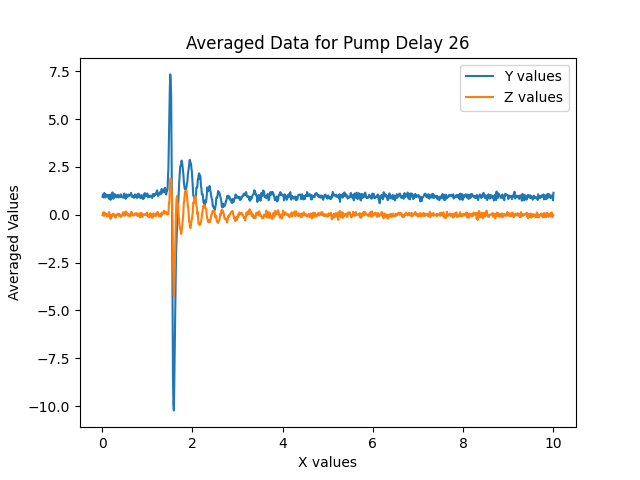 Averaged Data for Pump Delay 26
Y values
Z values
7.5
5.0
2.5
0.0
−2.5
−5.0
−7.5
−10.0
Averaged Values
0 2 4 6 8 10
X values